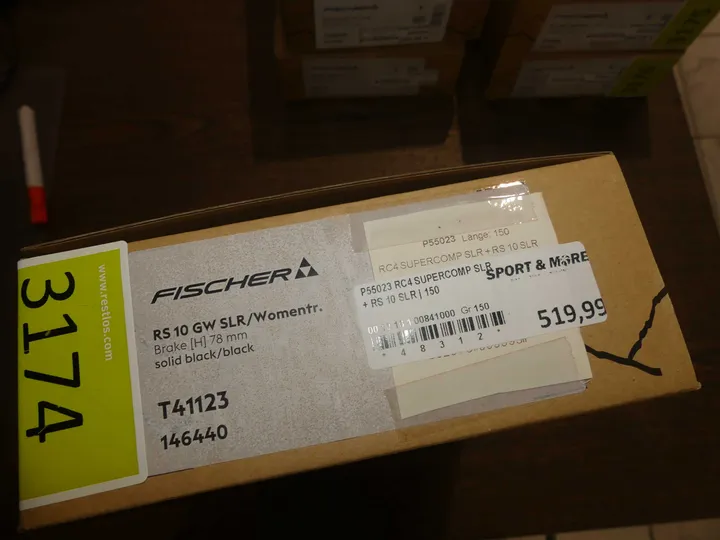 www.restlos.com
3174
FISCHER
RS 10 GW SLR/Womentr.
Brake [H] 78 mm
solid black/black
T41123
146440
P55023 Länge: 150
RC4 SUPERCOMP SLR + RS 10 SLR
P55023 RC4 SUPERCOMP SLR
+ RS 10 SLR | 150
SPORT & MORE
00841000 Gr 150
* 4 8 3 1 2 *
519,99